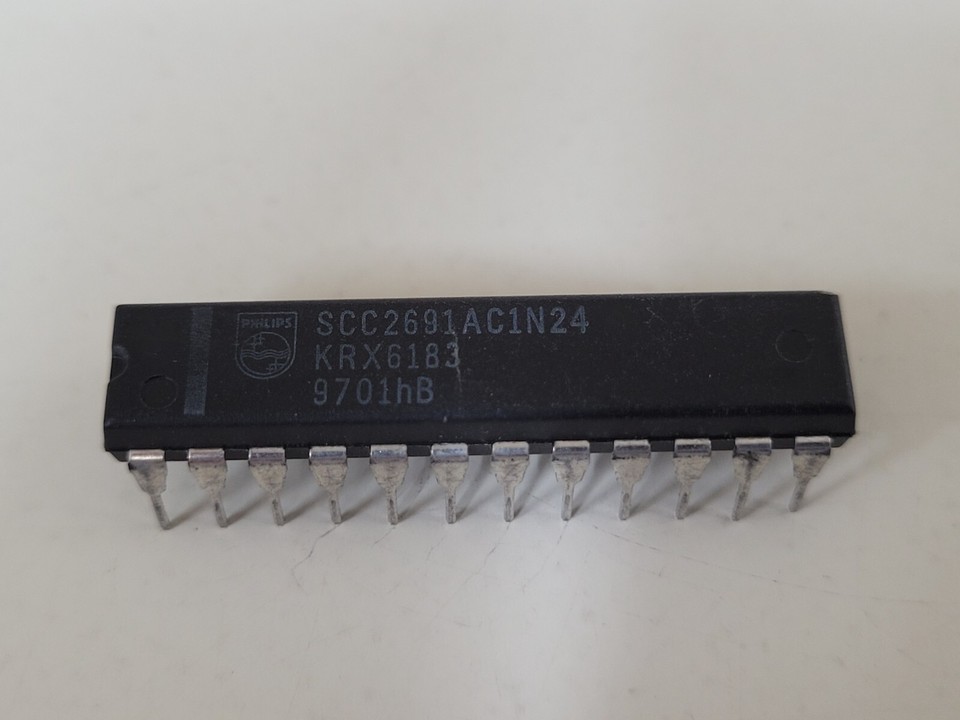 PHILIPS
SCC2691AC1N24
KRX6183
9701hB